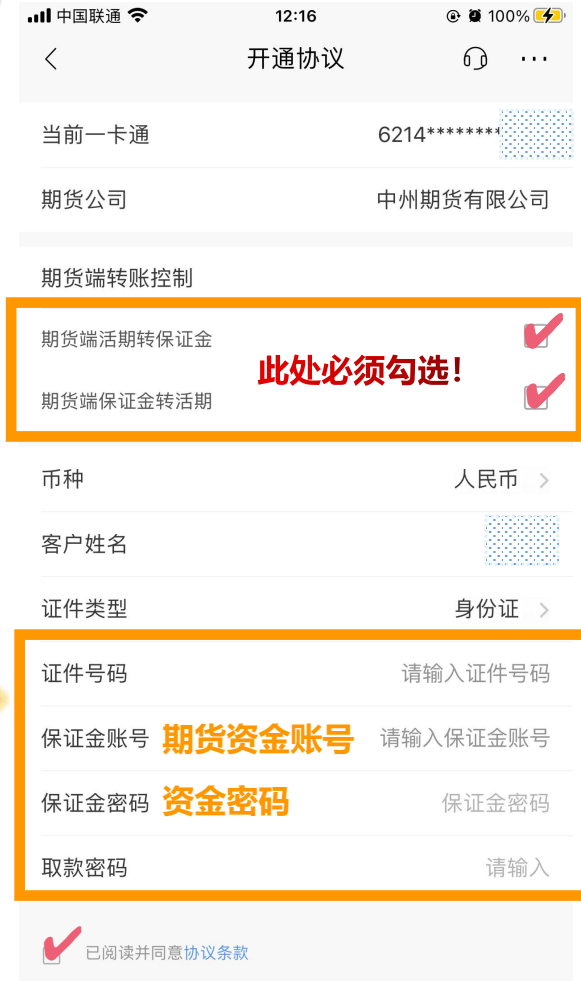 中国联通 12:16 100%
开通协议
当前一卡通 6214********
期货公司 中州期货有限公司
期货端转账控制
期货端活期转保证金
此处必须勾选！
期货端保证金转活期
币种 人民币
客户姓名
证件类型 身份证
证件号码 请输入证件号码
保证金账号 期货资金账号 请输入保证金账号
保证金密码 资金密码 保证金密码
取款密码 请输入
已阅读并同意协议条款